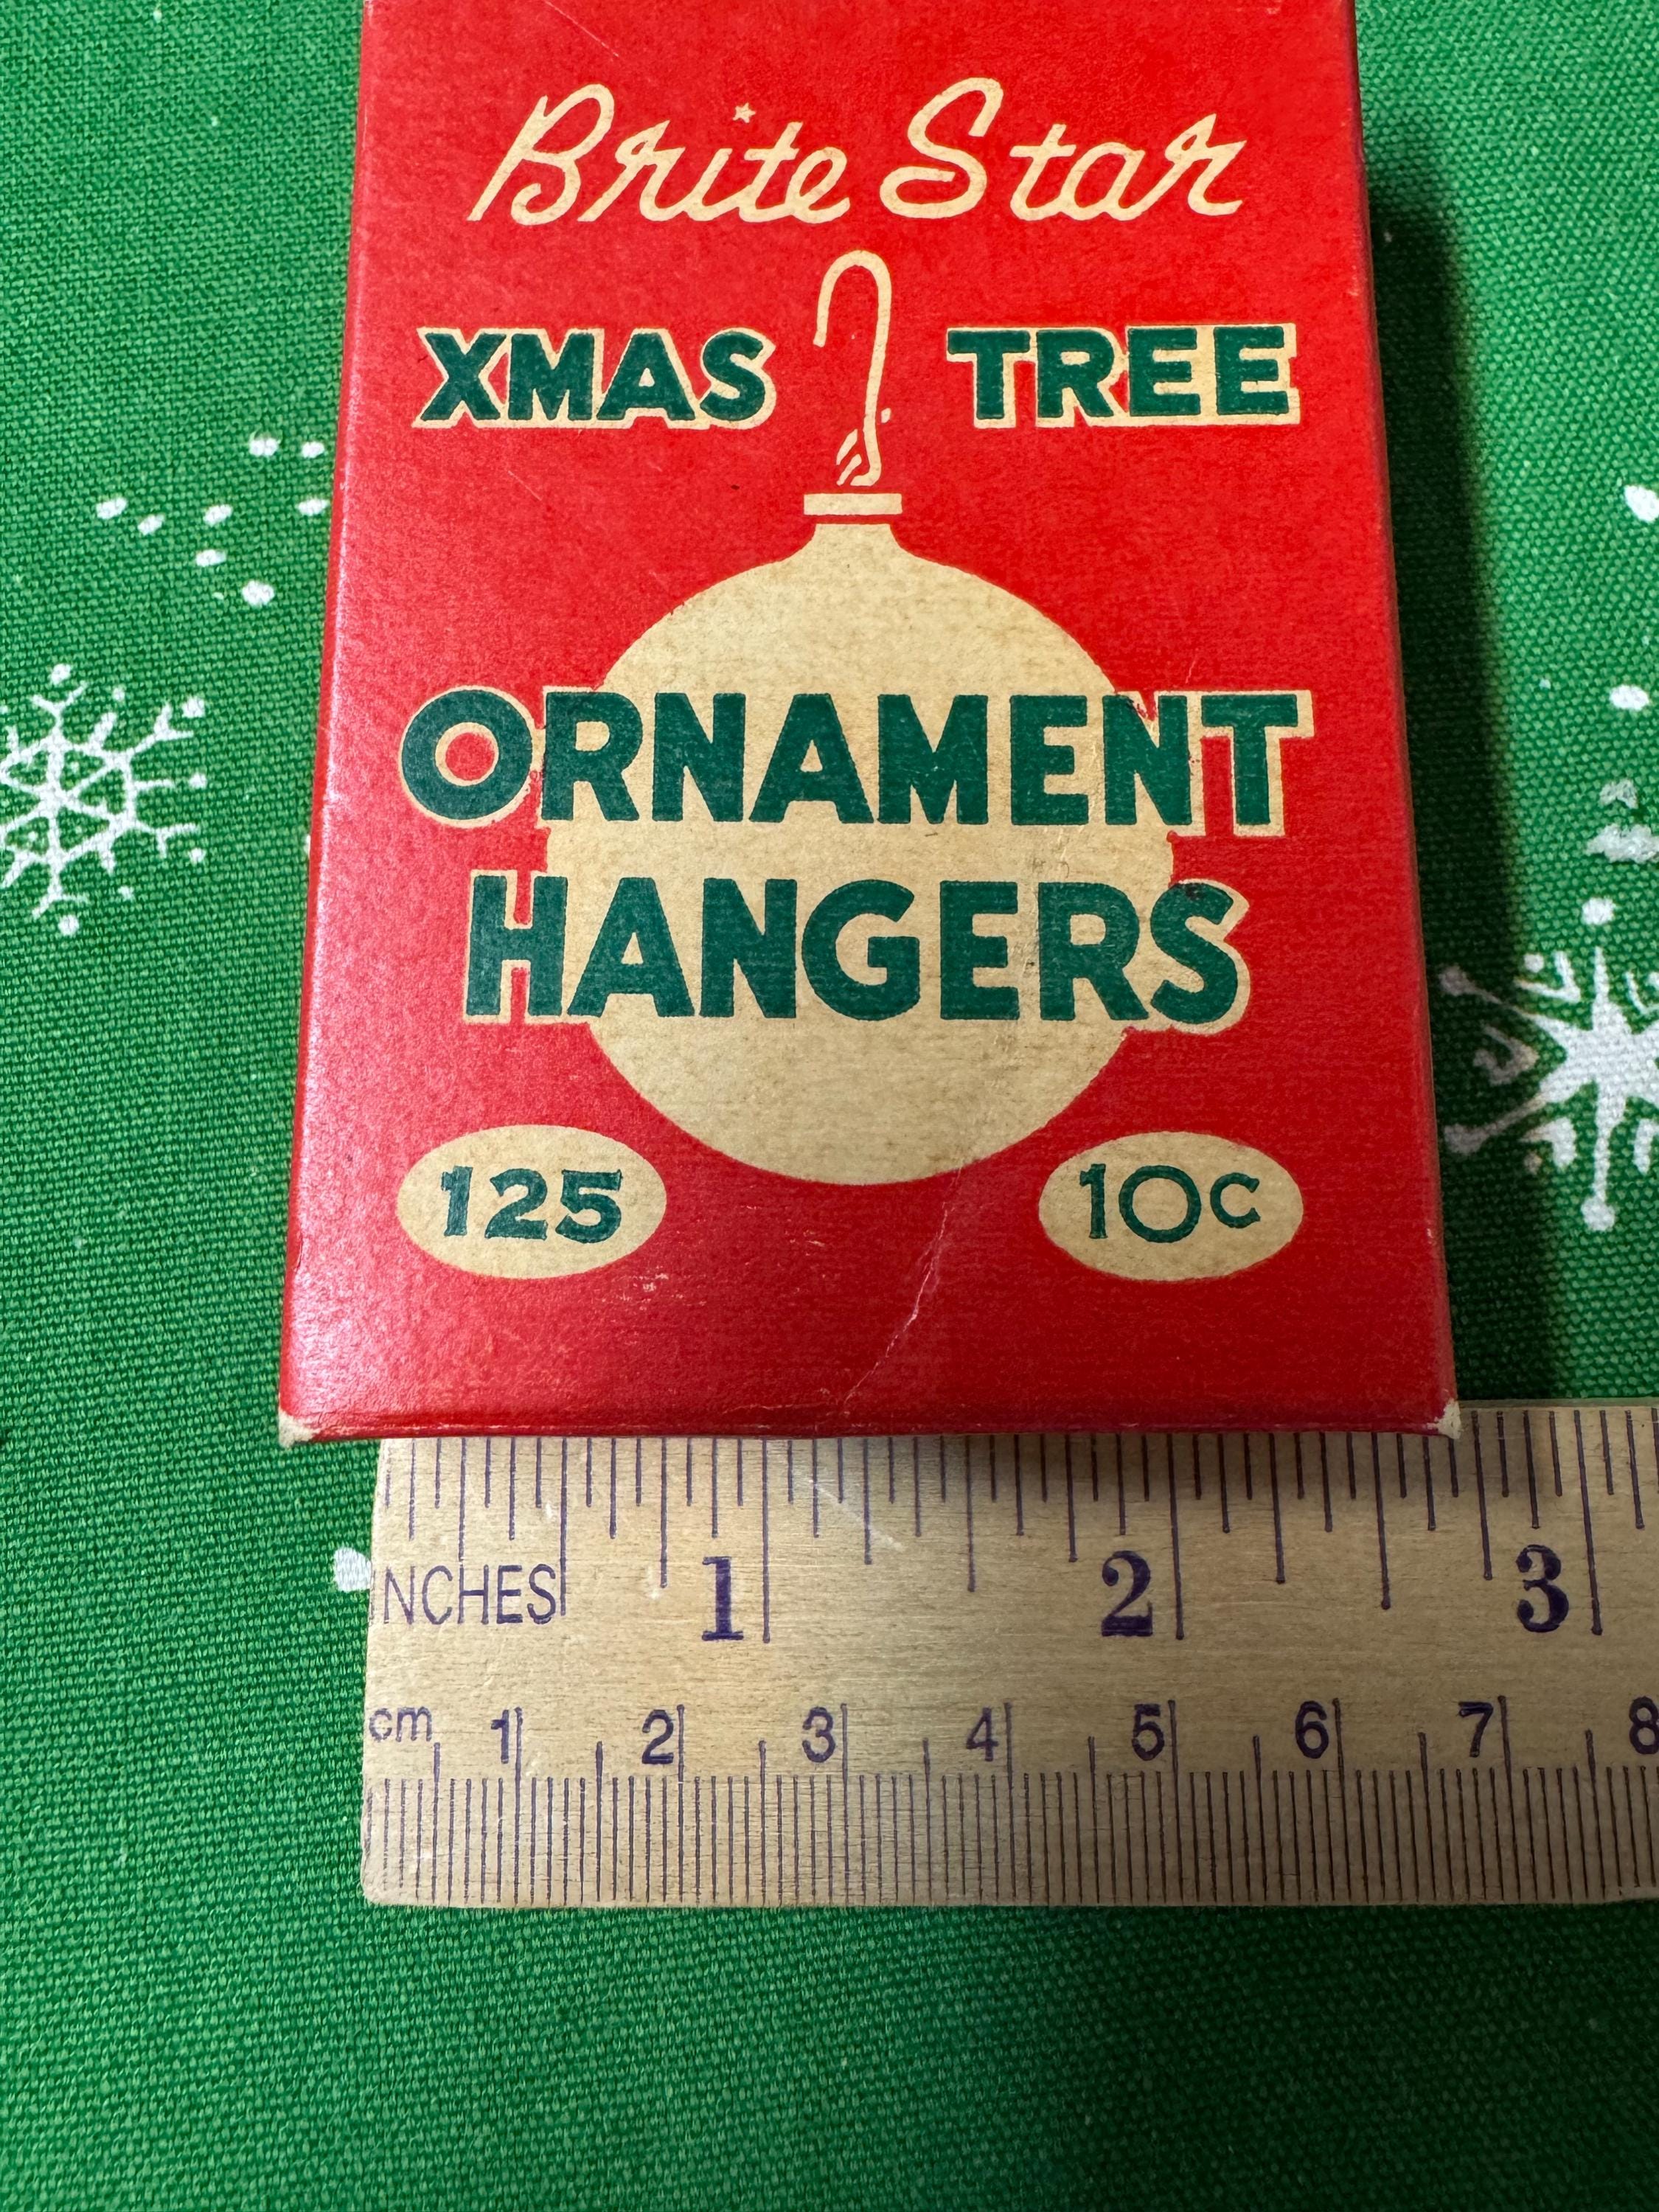 Brite Star
XMAS TREE
ORNAMENT
HANGERS
125 10c
INCHES 1 2 3
cm 1 2 3 4 5 6 7 8